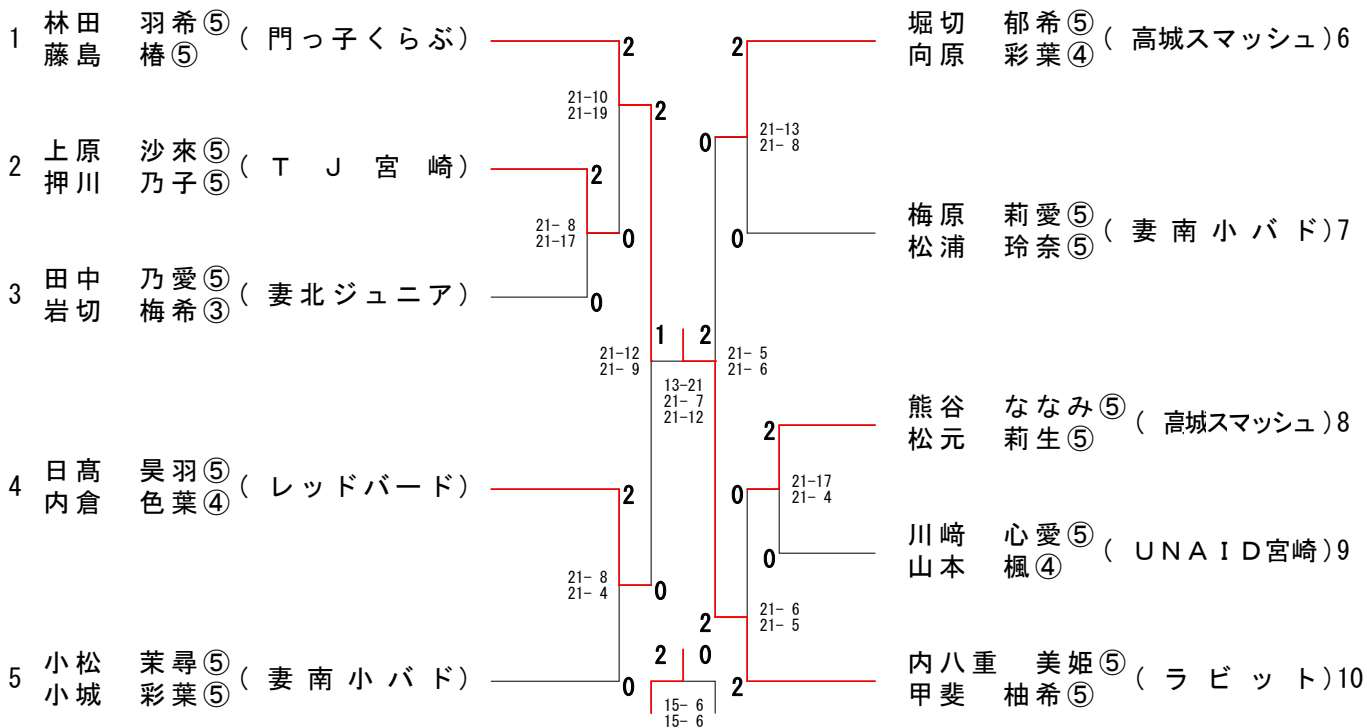 1 林田 羽希⑤ (門っ子くらぶ)
藤島 椿⑤
2
21-10
21-19
2
2 上原 沙來⑤ (TJ宮崎)
押川 乃子⑤
2
21- 8
21-17
0
3 田中 乃愛⑤ (妻北ジュニア)
岩切 梅希③
0
21-12
21- 9
1
2
13-21
21- 7
21-12
4 日髙 昊羽⑤ (レッドバード)
内倉 色葉④
2
21- 8
21- 4
0
5 小松 茉尋⑤ (妻南小バド)
小城 彩葉⑤
0
2
0
15- 6
15- 6
堀切 郁希⑤ (高城スマッシュ) 6
向原 彩葉④
2
0
21-13
21- 8
梅原 莉愛⑤ (妻南小バド) 7
松浦 玲奈⑤
0
21- 5
21- 6
熊谷 ななみ⑤ (高城スマッシュ) 8
松元 莉生⑤
2
0
21-17
21- 4
川﨑 心愛⑤ (UNAID宮崎) 9
山本 楓④
0
21- 6
21- 5
2
内八重 美姫⑤ (ラビット) 10
甲斐 柚希⑤
2